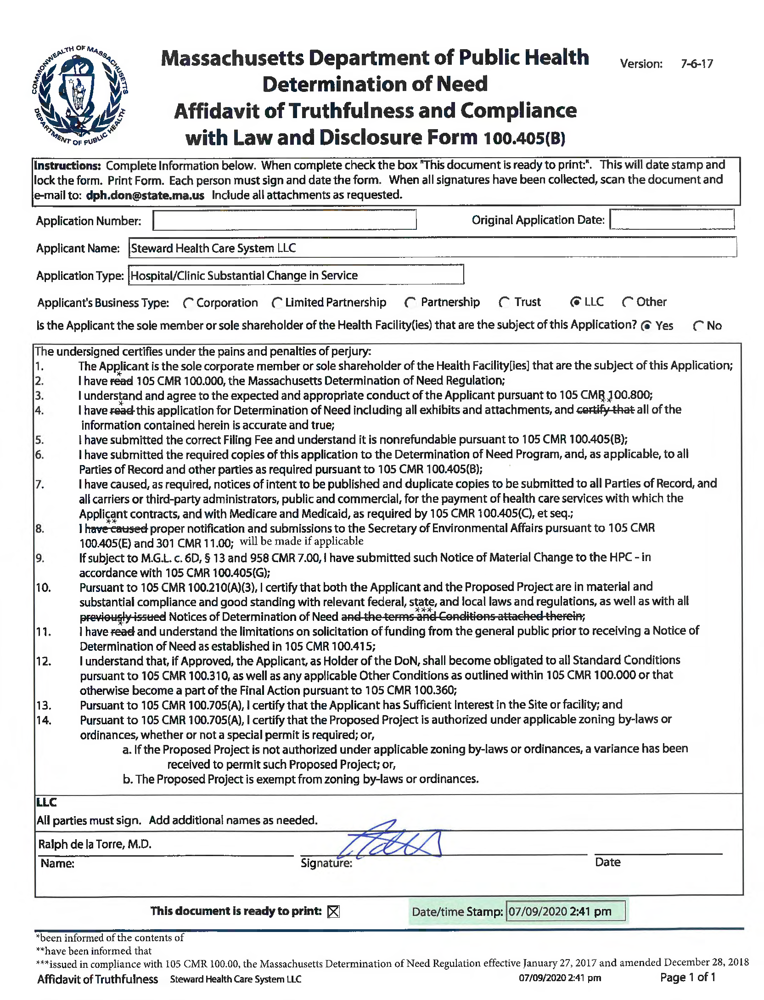 COMMONWEALTH OF MASSACHUSETTS
DEPARTMENT OF PUBLIC HEALTH
Massachusetts Department of Public Health
Version: 7-6-17
Determination of Need
Affidavit of Truthfulness and Compliance
with Law and Disclosure Form 100.405(B)
Instructions: Complete Information below. When complete check the box "This document is ready to print:". This will date stamp and
lock the form. Print Form. Each person must sign and date the form. When all signatures have been collected, scan the document and
e-mail to: dph.don@state.ma.us Include all attachments as requested.
Application Number: Original Application Date:
Applicant Name: Steward Health Care System LLC
Application Type: Hospital/Clinic Substantial Change in Service
Applicant's Business Type: Corporation Limited Partnership Partnership Trust LLC Other
Is the Applicant the sole member or sole shareholder of the Health Facility(ies) that are the subject of this Application? Yes No
The undersigned certifies under the pains and penalties of perjury:
1. The Applicant is the sole corporate member or sole shareholder of the Health Facility[ies] that are the subject of this Application;
2. I have read* 105 CMR 100.000, the Massachusetts Determination of Need Regulation;
3. I understand and agree to the expected and appropriate conduct of the Applicant pursuant to 105 CMR 100.800;
4. I have read* this application for Determination of Need including all exhibits and attachments, and certify that** all of the
information contained herein is accurate and true;
5. I have submitted the correct Filing Fee and understand it is nonrefundable pursuant to 105 CMR 100.405(B);
6. I have submitted the required copies of this application to the Determination of Need Program, and, as applicable, to all
Parties of Record and other parties as required pursuant to 105 CMR 100.405(B);
7. I have caused, as required, notices of intent to be published and duplicate copies to be submitted to all Parties of Record, and
all carriers or third-party administrators, public and commercial, for the payment of health care services with which the
Applicant contracts, and with Medicare and Medicaid, as required by 105 CMR 100.405(C), et seq.;
8. I have caused** proper notification and submissions to the Secretary of Environmental Affairs pursuant to 105 CMR
100.405(E) and 301 CMR 11.00; will be made if applicable
9. If subject to M.G.L. c. 6D, § 13 and 958 CMR 7.00, I have submitted such Notice of Material Change to the HPC - in
accordance with 105 CMR 100.405(G);
10. Pursuant to 105 CMR 100.210(A)(3), I certify that both the Applicant and the Proposed Project are in material and
substantial compliance and good standing with relevant federal, state, and local laws and regulations, as well as with all
previously issued Notices of Determination of Need and the terms and Conditions attached therein;***
11. I have read* and understand the limitations on solicitation of funding from the general public prior to receiving a Notice of
Determination of Need as established in 105 CMR 100.415;
12. I understand that, if Approved, the Applicant, as Holder of the DoN, shall become obligated to all Standard Conditions
pursuant to 105 CMR 100.310, as well as any applicable Other Conditions as outlined within 105 CMR 100.000 or that
otherwise become a part of the Final Action pursuant to 105 CMR 100.360;
13. Pursuant to 105 CMR 100.705(A), I certify that the Applicant has Sufficient Interest in the Site or facility; and
14. Pursuant to 105 CMR 100.705(A), I certify that the Proposed Project is authorized under applicable zoning by-laws or
ordinances, whether or not a special permit is required; or,
a. If the Proposed Project is not authorized under applicable zoning by-laws or ordinances, a variance has been
received to permit such Proposed Project; or,
b. The Proposed Project is exempt from zoning by-laws or ordinances.
LLC
All parties must sign. Add additional names as needed.
Ralph de la Torre, M.D.
Name: Signature: Date
This document is ready to print: Date/time Stamp: 07/09/2020 2:41 pm
*been informed of the contents of
**have been informed that
***issued in compliance with 105 CMR 100.00, the Massachusetts Determination of Need Regulation effective January 27, 2017 and amended December 28, 2018
Affidavit of Truthfulness Steward Health Care System LLC 07/09/2020 2:41 pm Page 1 of 1